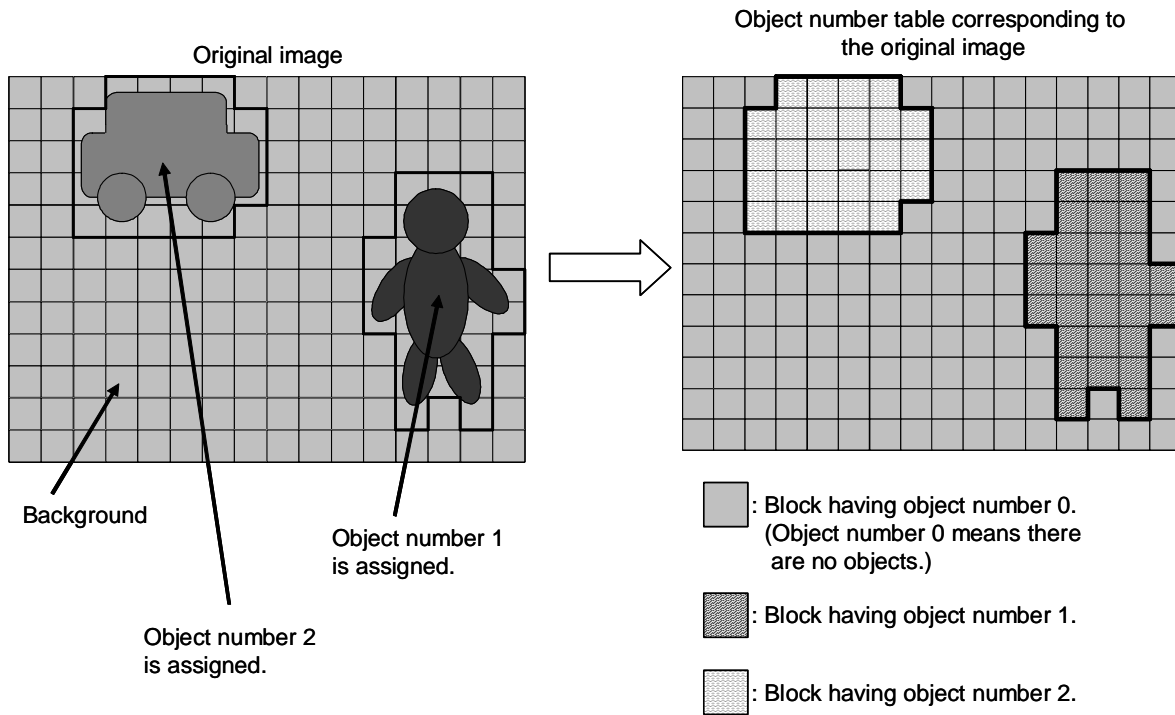 Original image
Object number table corresponding to
the original image
Background
Object number 1
is assigned.
Object number 2
is assigned.
: Block having object number 0.
(Object number 0 means there
are no objects.)
: Block having object number 1.
: Block having object number 2.